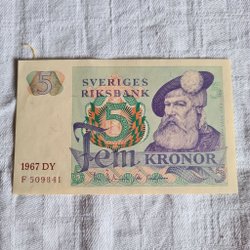 5
SVERIGES
RIKSBANK
5
fem KRONOR
1967 DY
F 509841